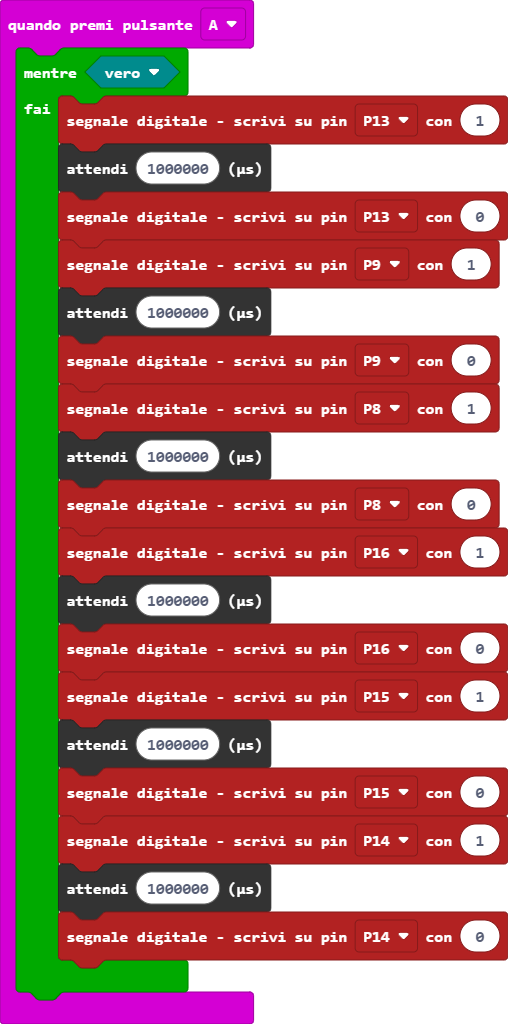 quando premi pulsante A
mentre vero
fai
segnale digitale - scrivi su pin P13 con 1
attendi 1000000 (µs)
segnale digitale - scrivi su pin P13 con 0
segnale digitale - scrivi su pin P9 con 1
attendi 1000000 (µs)
segnale digitale - scrivi su pin P9 con 0
segnale digitale - scrivi su pin P8 con 1
attendi 1000000 (µs)
segnale digitale - scrivi su pin P8 con 0
segnale digitale - scrivi su pin P16 con 1
attendi 1000000 (µs)
segnale digitale - scrivi su pin P16 con 0
segnale digitale - scrivi su pin P15 con 1
attendi 1000000 (µs)
segnale digitale - scrivi su pin P15 con 0
segnale digitale - scrivi su pin P14 con 1
attendi 1000000 (µs)
segnale digitale - scrivi su pin P14 con 0